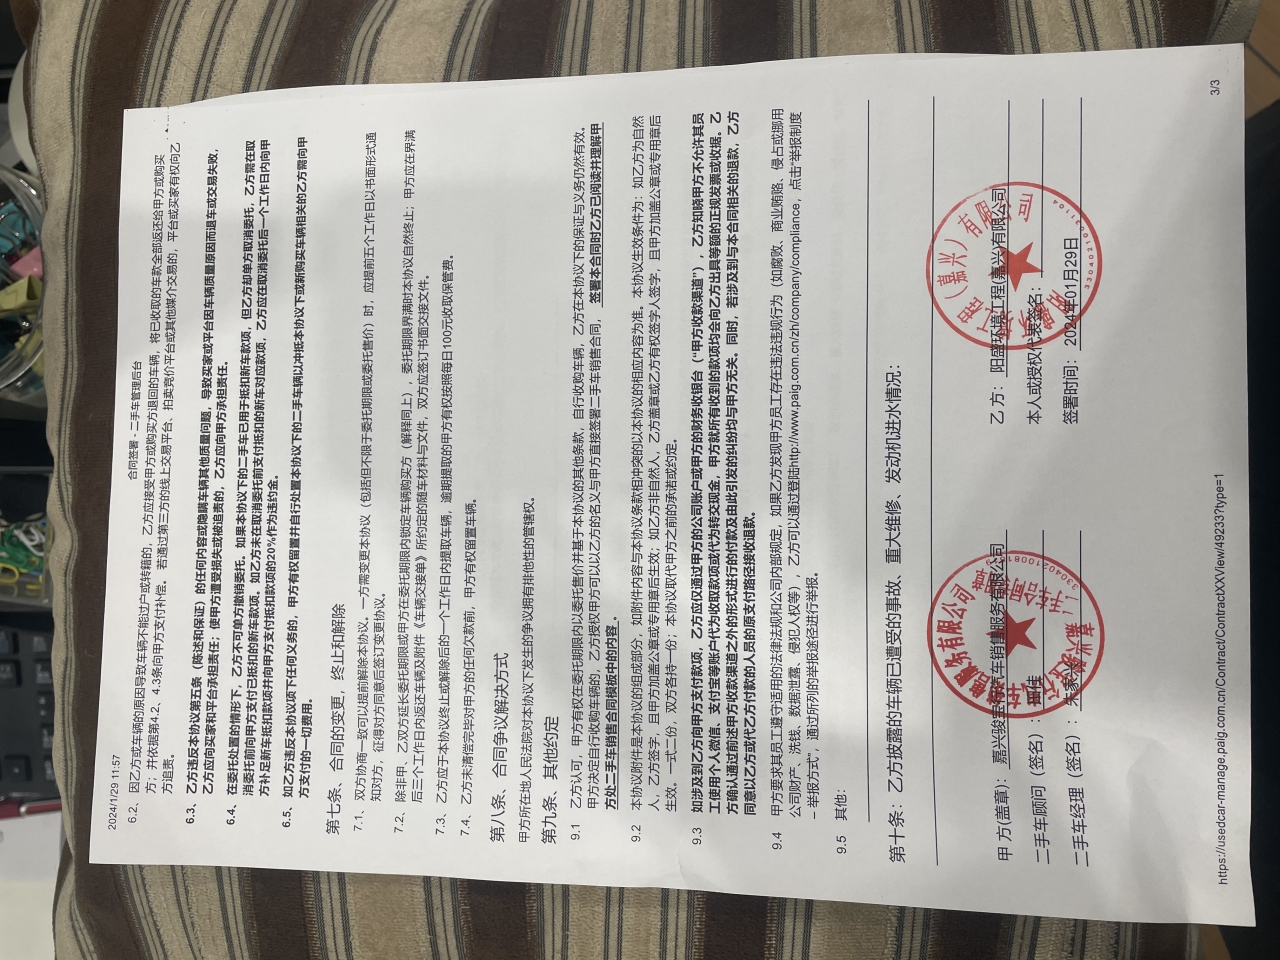 2024/1/29 11:57
合同签署 - 二手车管理后台
6.2、因乙方或车辆的原因导致车辆不能过户或转籍的，乙方应接受甲方或购买方退回的车辆，将已收取的车款全部返还给甲方或购买
方；并依据第4.2、4.3条向甲方支付补偿。 若通过第三方的线上交易平台、拍卖竞价平台或其他媒介交易的，平台或买家有权向乙
方追责。
6.3、乙方违反本协议第五条（陈述和保证）的任何内容或隐瞒车辆其他质量问题，导致买家或平台因车辆质量原因而退车或交易失败，
乙方应向买家和平台承担责任；使甲方遭受损失或被追责的，乙方应向甲方承担责任。
6.4、在委托处置的情形下，乙方不可单方撤销委托。如果本协议下的二手车已用于抵扣新车款项，但乙方却单方取消委托，乙方需在取
消委托前向甲方支付已抵扣的新车款项。如乙方未在取消委托前支付抵扣的新车对应款项，乙方应在取消委托后一个工作日内向甲
方补足新车抵扣款项并向甲方支付抵扣款项的20%作为违约金。
6.5、如乙方违反本协议项下任何义务的，甲方有权留置并自行处置本协议下的二手车辆以冲抵本协议下或新购买车辆相关的乙方需向甲
方支付的一切费用。
第七条、合同的变更，终止和解除
7.1、双方协商一致可以提前解除本协议。一方需变更本协议（包括但不限于委托期限或委托售价）时，应提前五个工作日以书面形式通
知对方，征得对方同意后签订变更协议。
7.2、除非甲、乙双方延长委托期限或甲方在委托期限内锁定车辆购买方（解释同上），委托期限界满时本协议自然终止； 甲方应在界满
后三个工作日内返还车辆及附件《车辆交接单》所约定的随车材料与文件，双方应签订书面交接文件。
7.3、乙方应于本协议终止或解除后的一个工作日内提取车辆，逾期提取的甲方有权按照每日100元收取保管费。
7.4、乙方未清偿完毕对甲方的任何欠款前，甲方有权留置车辆。
第八条、合同争议解决方式
甲方所在地人民法院对本协议下发生的争议拥有排他性的管辖权。
第九条、其他约定
9.1 乙方认可，甲方有权在委托期限内以委托售价并基于本协议的其他条款，自行收购车辆，乙方在本协议下的保证与义务仍然有效。
甲方决定自行收购车辆的，乙方授权甲方可以以乙方的名义与甲方直接签署二手车销售合同， 签署本合同时乙方已阅读并理解甲
方处二手车销售合同模板中的内容 。
9.2 本协议附件是本协议的组成部分，如附件内容与本协议条款相冲突的以本协议的相应内容为准。本协议生效条件为：如乙方为自然
人，乙方签字，且甲方加盖公章或专用章后生效；如乙方非自然人，乙方盖章或乙方有权签字人签字，且甲方加盖公章或专用章后
生效。一式二份，双方各持一份；本协议取代甲方之前的承诺或约定。
9.3 如涉及到乙方向甲方支付款项，乙方应仅通过甲方的公司账户或甲方的财务收银台（“甲方收款渠道”），乙方知晓甲方不允许其员
工使用个人微信、支付宝等账户代为收取款项或代为转交现金，甲方就所有收到的款项均会向乙方出具等额的正规发票或收据。乙
方确认通过前述甲方收款渠道之外的形式进行的付款及由此引发的纠纷均与甲方无关。同时，若涉及到与本合同相关的退款，乙方
同意以乙方或代乙方付款的人员的原支付路径接收退款。
9.4 甲方要求其员工遵守适用的法律法规和公司内部规定，如果乙方发现甲方员工存在违法违规行为（如腐败、商业贿赂、侵占或挪用
公司财产、洗钱、数据泄露、侵犯人权等），乙方可以通过登陆http://www.paig.com.cn/zh/company/compliance，点击“举报制度
－举报方式”，通过所列的举报途径进行举报。
9.5 其他：
第十条：乙方披露的车辆已遭受的事故、重大维修、发动机进水情况：
甲 方(盖章)：嘉兴骏宝行汽车销售服务有限公司
乙 方：阳盛环境工程(嘉兴)有限公司
二手车顾问（签名）：曲佳
本人或授权代表签名：
二手车经理（签名）：朱家
签署时间：2024年01月29日
https://usedcar-manage.paig.com.cn/Contract/ContractXXView/49233?type=1
3/3